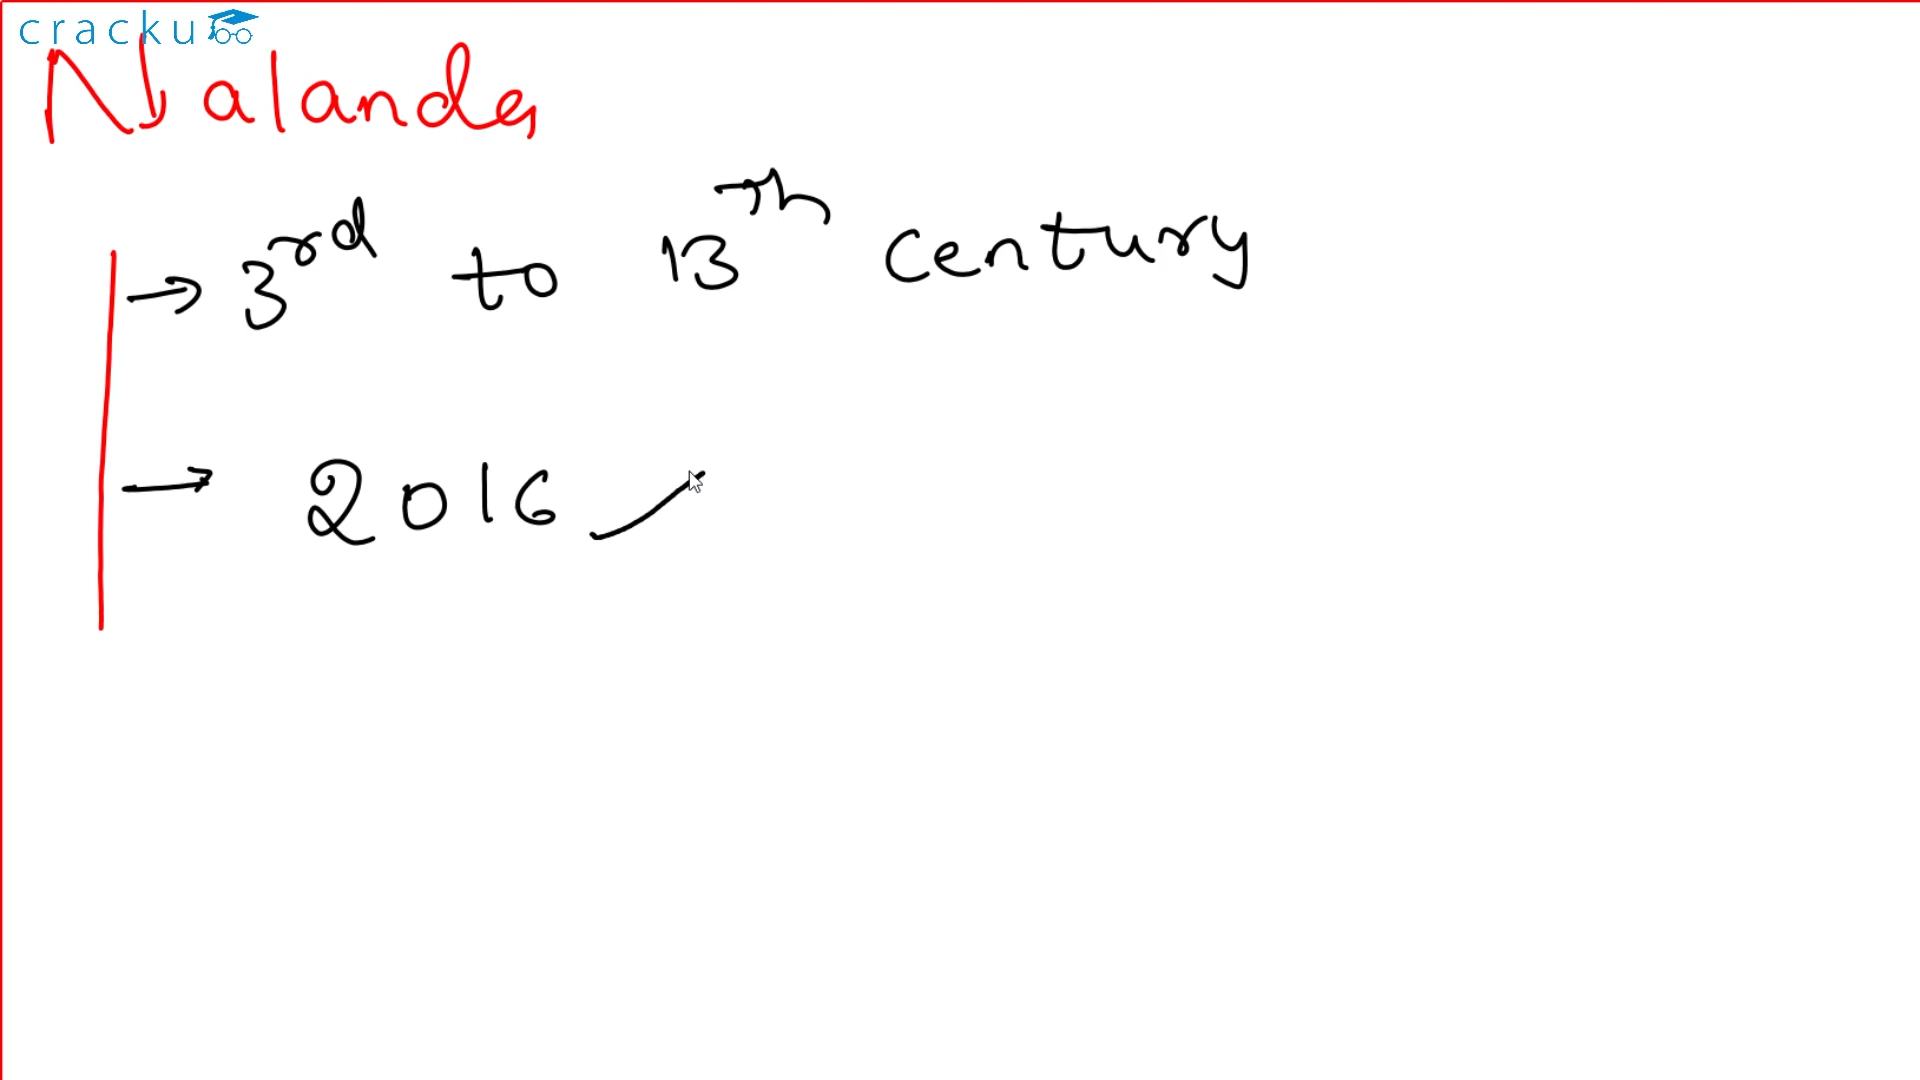 cracku
Nalanda
→ 3rd to 13th century
→ 2016